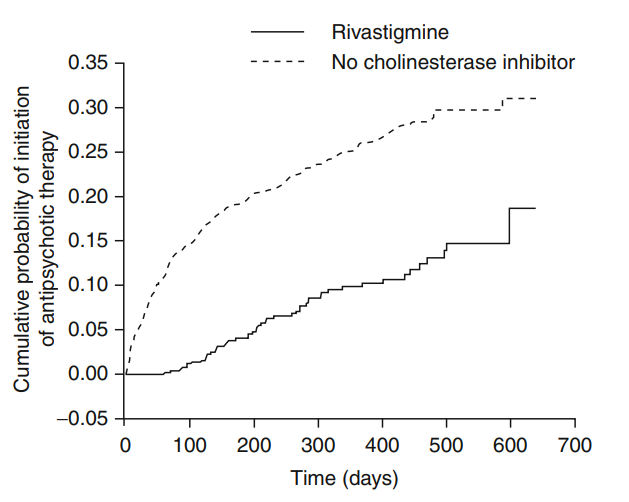 Rivastigmine
No cholinesterase inhibitor
Cumulative probability of initiation
of antipsychotic therapy
0.35
0.30
0.25
0.20
0.15
0.10
0.05
0.00
−0.05
0 100 200 300 400 500 600 700
Time (days)